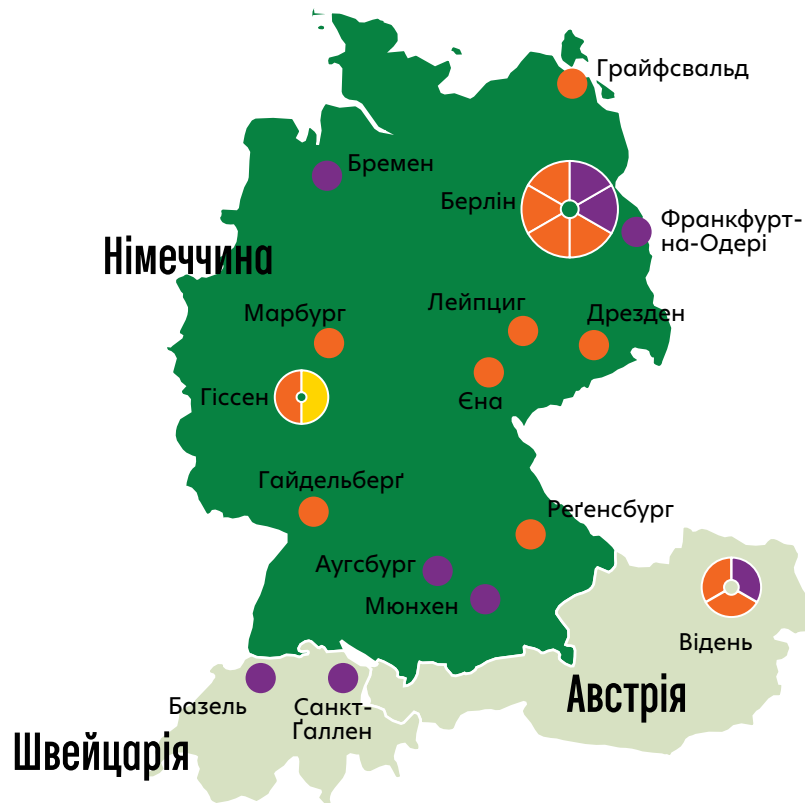 Грайфсвальд
Бремен
Берлін
Франкфурт-
на-Одері
Німеччина
Лейпциг
Марбург
Дрезден
Гіссен
Єна
Гайдельберґ
Реґенсбург
Аугсбург
Мюнхен
Відень
Базель
Санкт-
Ґаллен
Австрія
Швейцарія